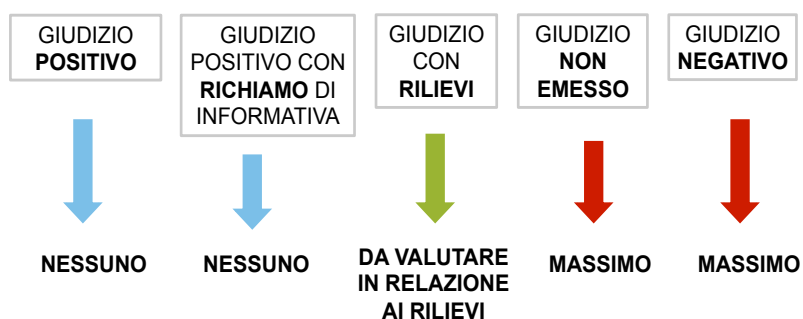 GIUDIZIO
POSITIVO
GIUDIZIO
POSITIVO CON
RICHIAMO DI
INFORMATIVA
GIUDIZIO
CON
RILIEVI
GIUDIZIO
NON
EMESSO
GIUDIZIO
NEGATIVO
NESSUNO
NESSUNO
DA VALUTARE
IN RELAZIONE
AI RILIEVI
MASSIMO
MASSIMO